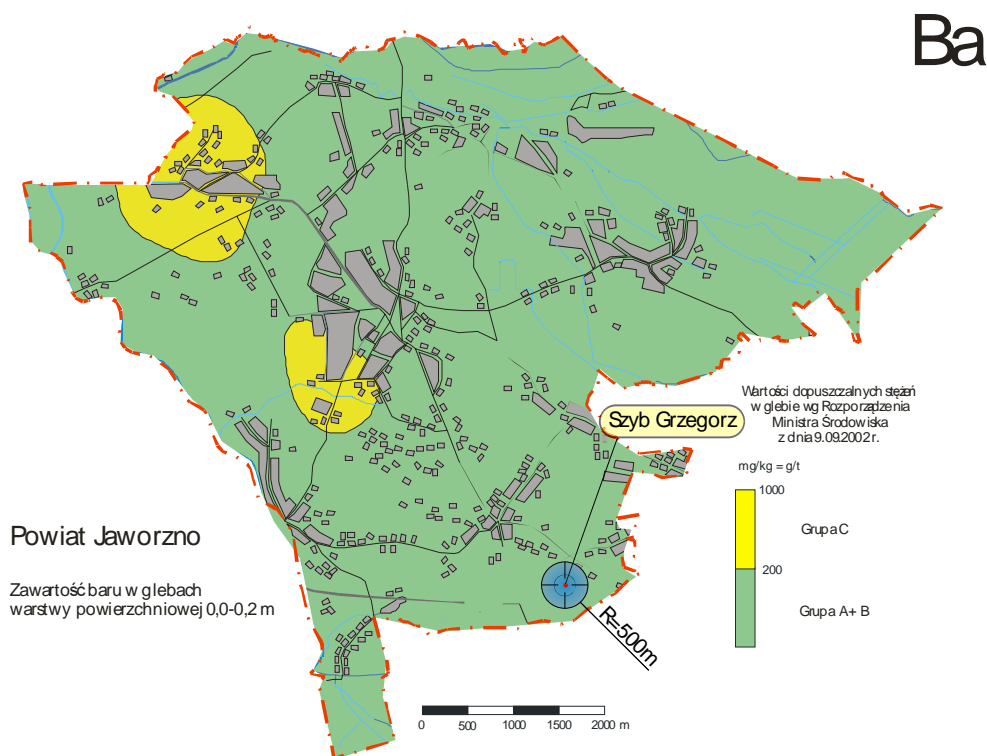 Ba
Wartości dopuszczalnych stężeń
w glebie wg Rozporządzenia
Ministra Środowiska
z dnia 9.09.2002 r.
Szyb Grzegorz
mg/kg = g/t
1000
Grupa C
200
Grupa A+ B
Powiat Jaworzno
Zawartość baru w glebach
warstwy powierzchniowej 0,0-0,2 m
R=500m
0 500 1000 1500 2000 m